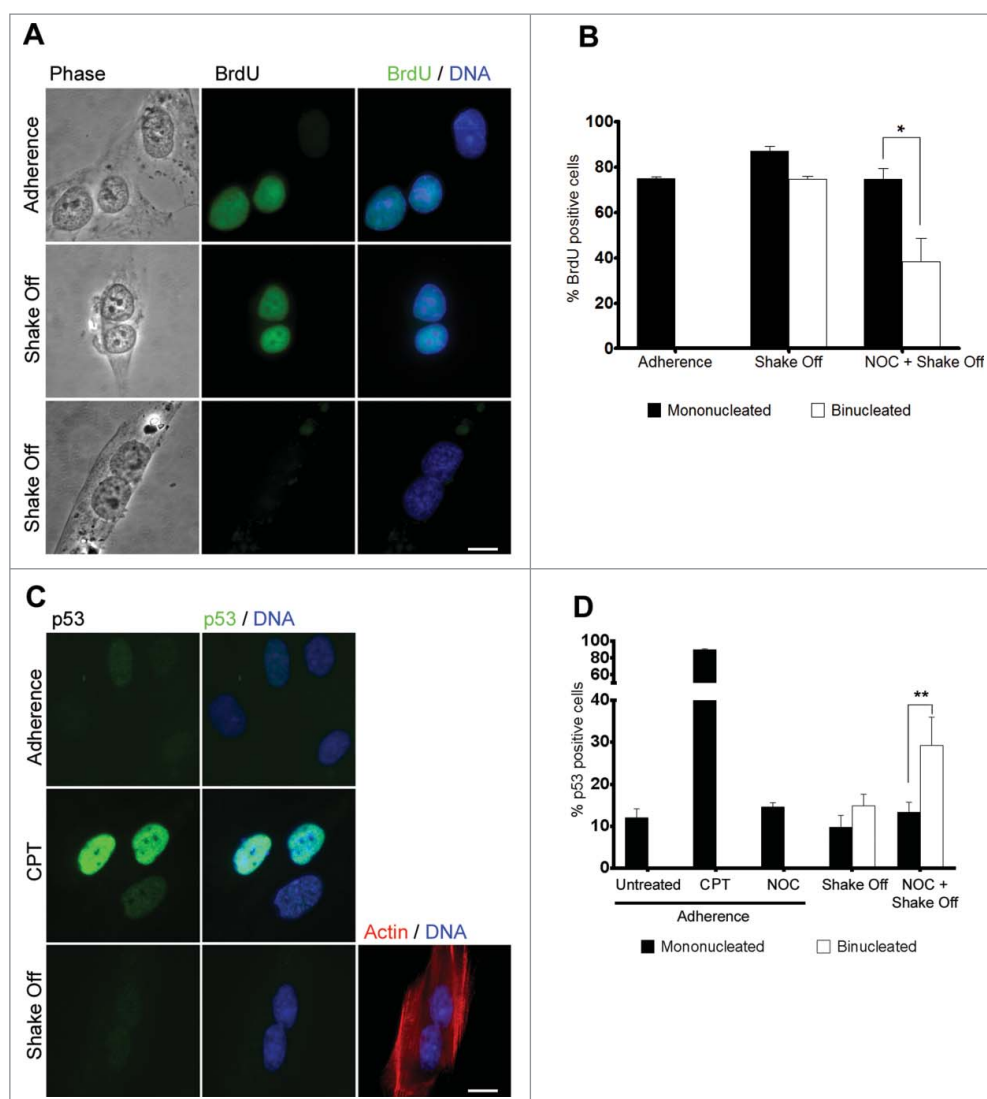 A
Phase BrdU BrdU / DNA
Adherence
Shake Off
Shake Off
B
% BrdU positive cells
100
80
60
40
20
0
*
Adherence Shake Off NOC + Shake Off
Mononucleated Binucleated
C
p53 p53 / DNA
Adherence
CPT
Shake Off
Actin / DNA
D
% p53 positive cells
100
90
80
40
30
20
10
0
**
Untreated CPT NOC Shake Off NOC +
Shake Off
Adherence
Mononucleated Binucleated